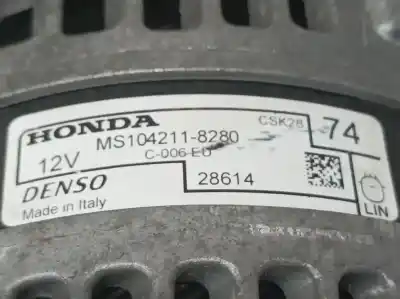 HONDA MS104211-8280 CSK28 74
12V C-006 EU
DENSO 28614
Made in Italy LIN